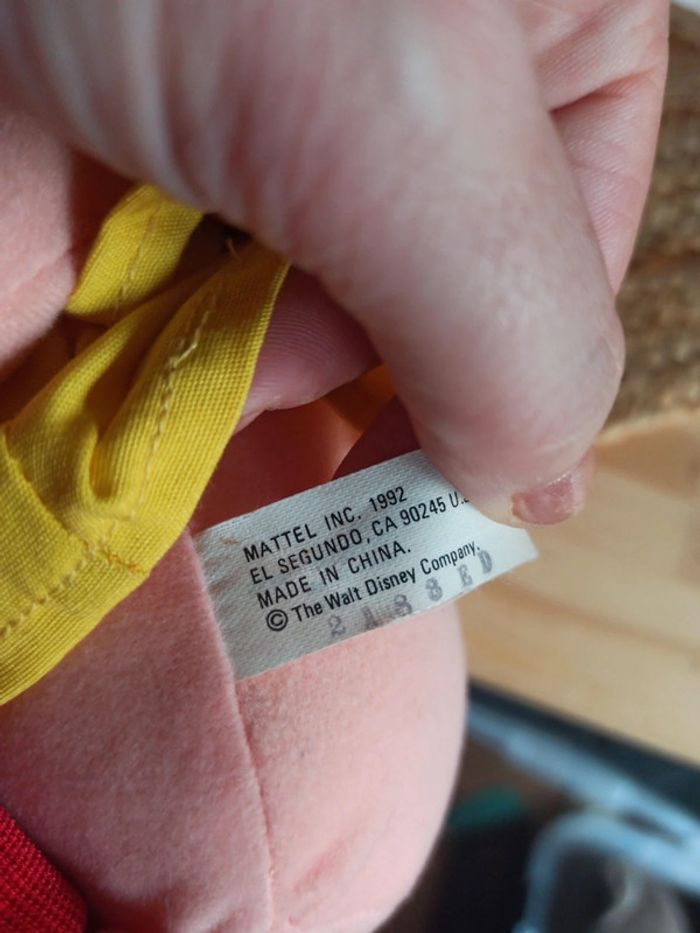 MATTEL INC. 1992
EL SEGUNDO, CA 90245
MADE IN CHINA.
© The Walt Disney Company.